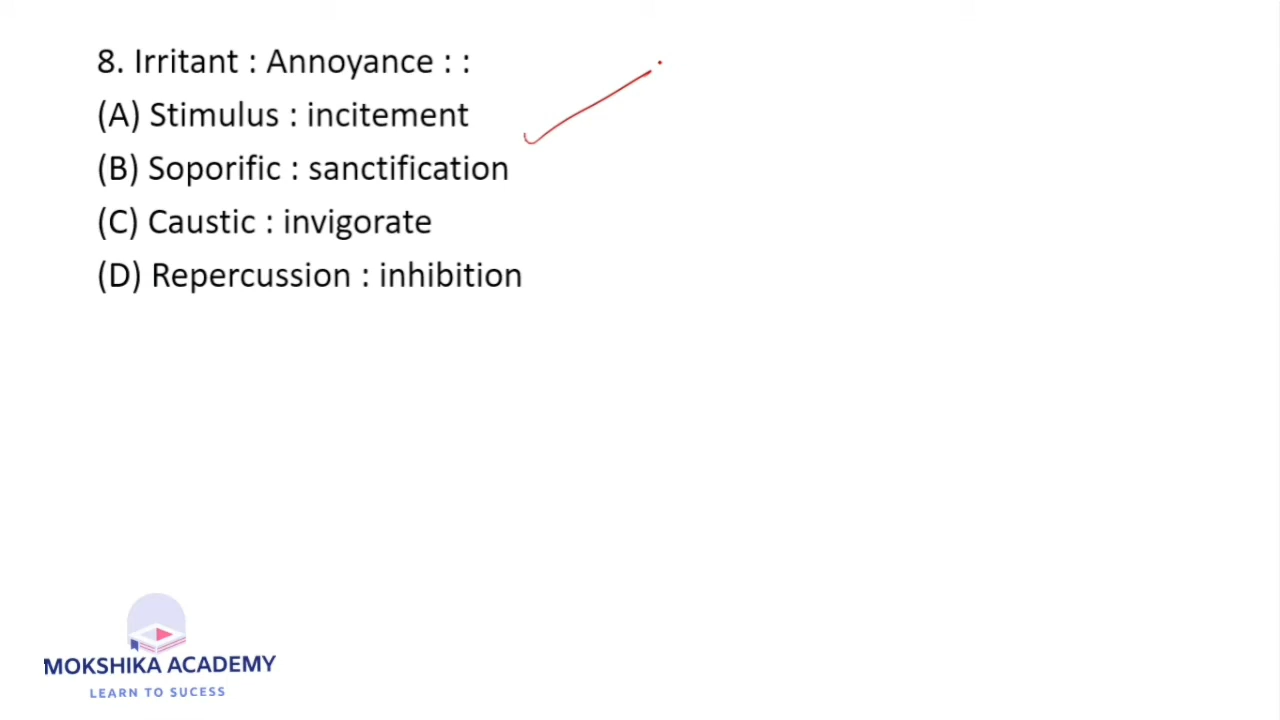 8. Irritant : Annoyance : :
(A) Stimulus : incitement
(B) Soporific : sanctification
(C) Caustic : invigorate
(D) Repercussion : inhibition
MOKSHIKA ACADEMY
LEARN TO SUCESS